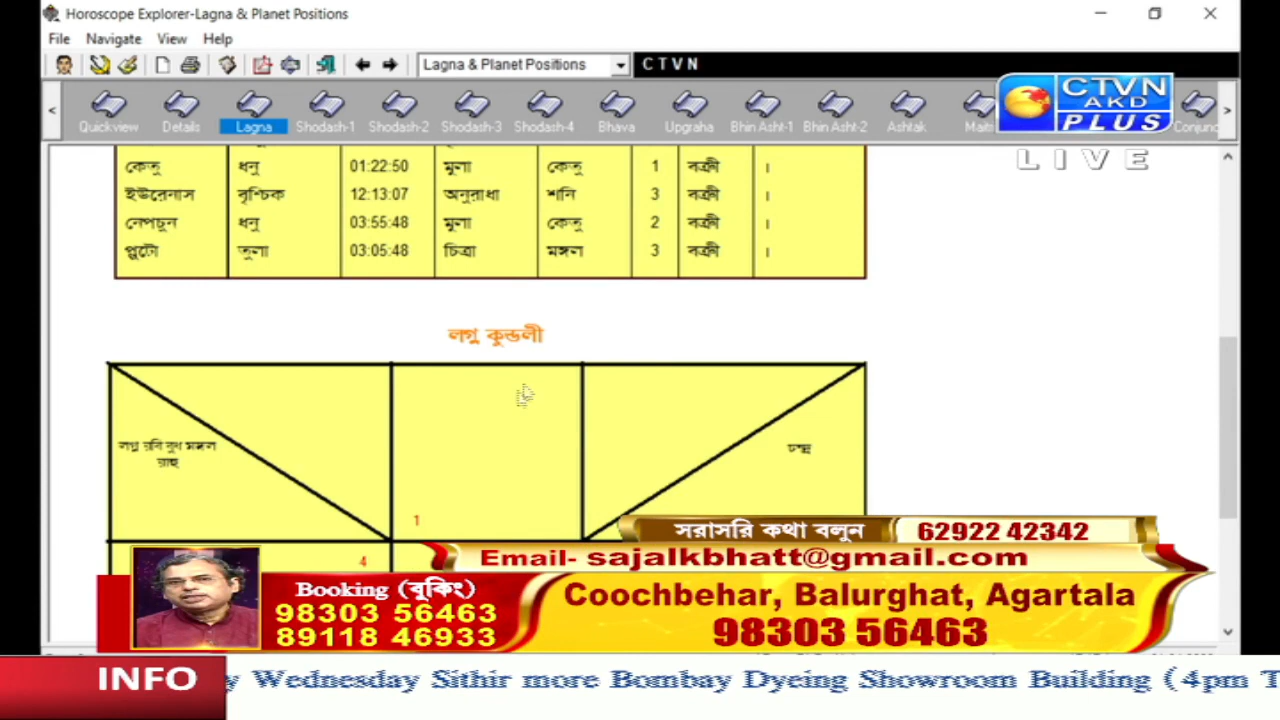 Horoscope Explorer-Lagna & Planet Positions
File Navigate View Help
Lagna & Planet Positions CTVN
Quickview Details Lagna Shodash-1 Shodash-2 Shodash-3 Shodash-4 Bhava Upgraha Bhin Asht-1 Bhin Asht-2 Ashtak Conjunc
CTVN
AKD
PLUS
LIVE
কেতু ধনু 01:22:50 মুলা কেতু 1 বক্রী ।
ইউরেনাস বৃশ্চিক 12:13:07 অনুরাধা শনি 3 বক্রী ।
নেপচুন ধনু 03:55:48 মুলা কেতু 2 বক্রী ।
প্লুটো তুলা 03:05:48 চিত্রা মঙ্গল 3 বক্রী ।
লগ্ন কুন্ডলী
লগ্ন রবি বুধ মঙ্গল
রাহু
চন্দ্র
1
4
সরাসরি কথা বলুন 62922 42342
Email- sajalkbhatt@gmail.com
Booking (বুকিং)
98303 56463
89118 46933
Coochbehar, Balurghat, Agartala
98303 56463
INFO y Wednesday Sithir more Bombay Dyeing Showroom Building (4pm T